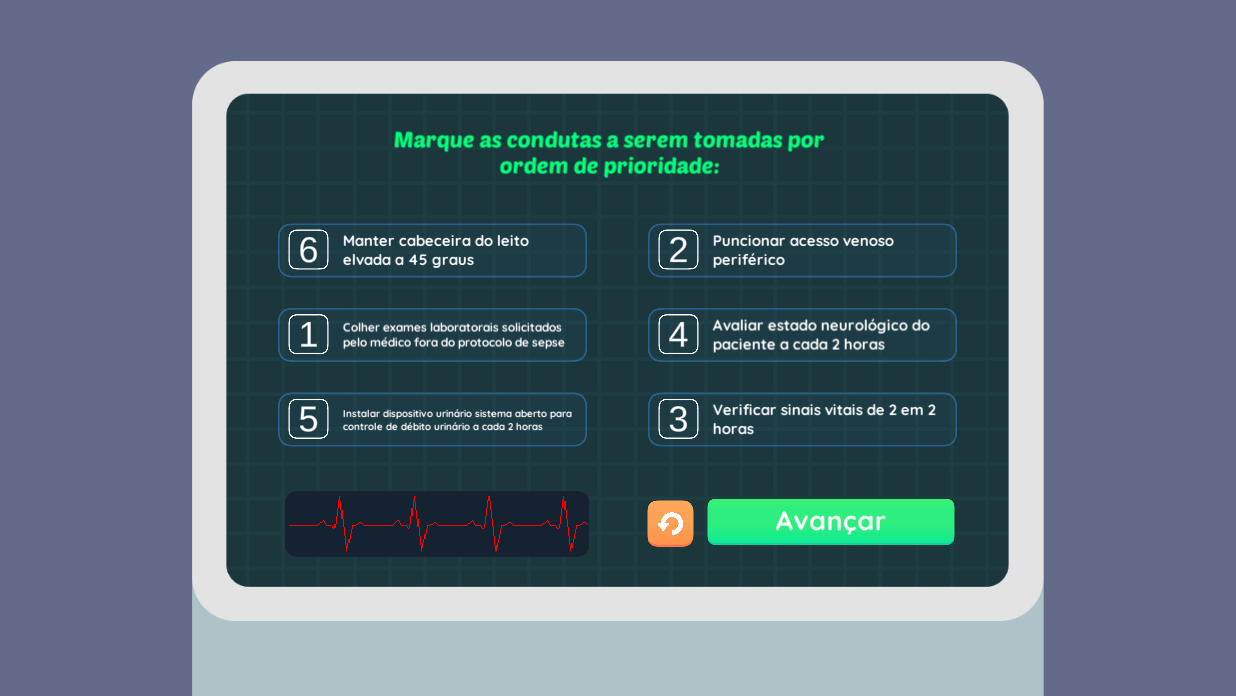 Marque as condutas a serem tomadas por
ordem de prioridade:
6
Manter cabeceira do leito
elvada a 45 graus
2
Puncionar acesso venoso
periférico
1
Colher exames laboratorais solicitados
pelo médico fora do protocolo de sepse
4
Avaliar estado neurológico do
paciente a cada 2 horas
5
Instalar dispositivo urinário sistema aberto para
controle de débito urinário a cada 2 horas
3
Verificar sinais vitais de 2 em 2
horas
Avançar